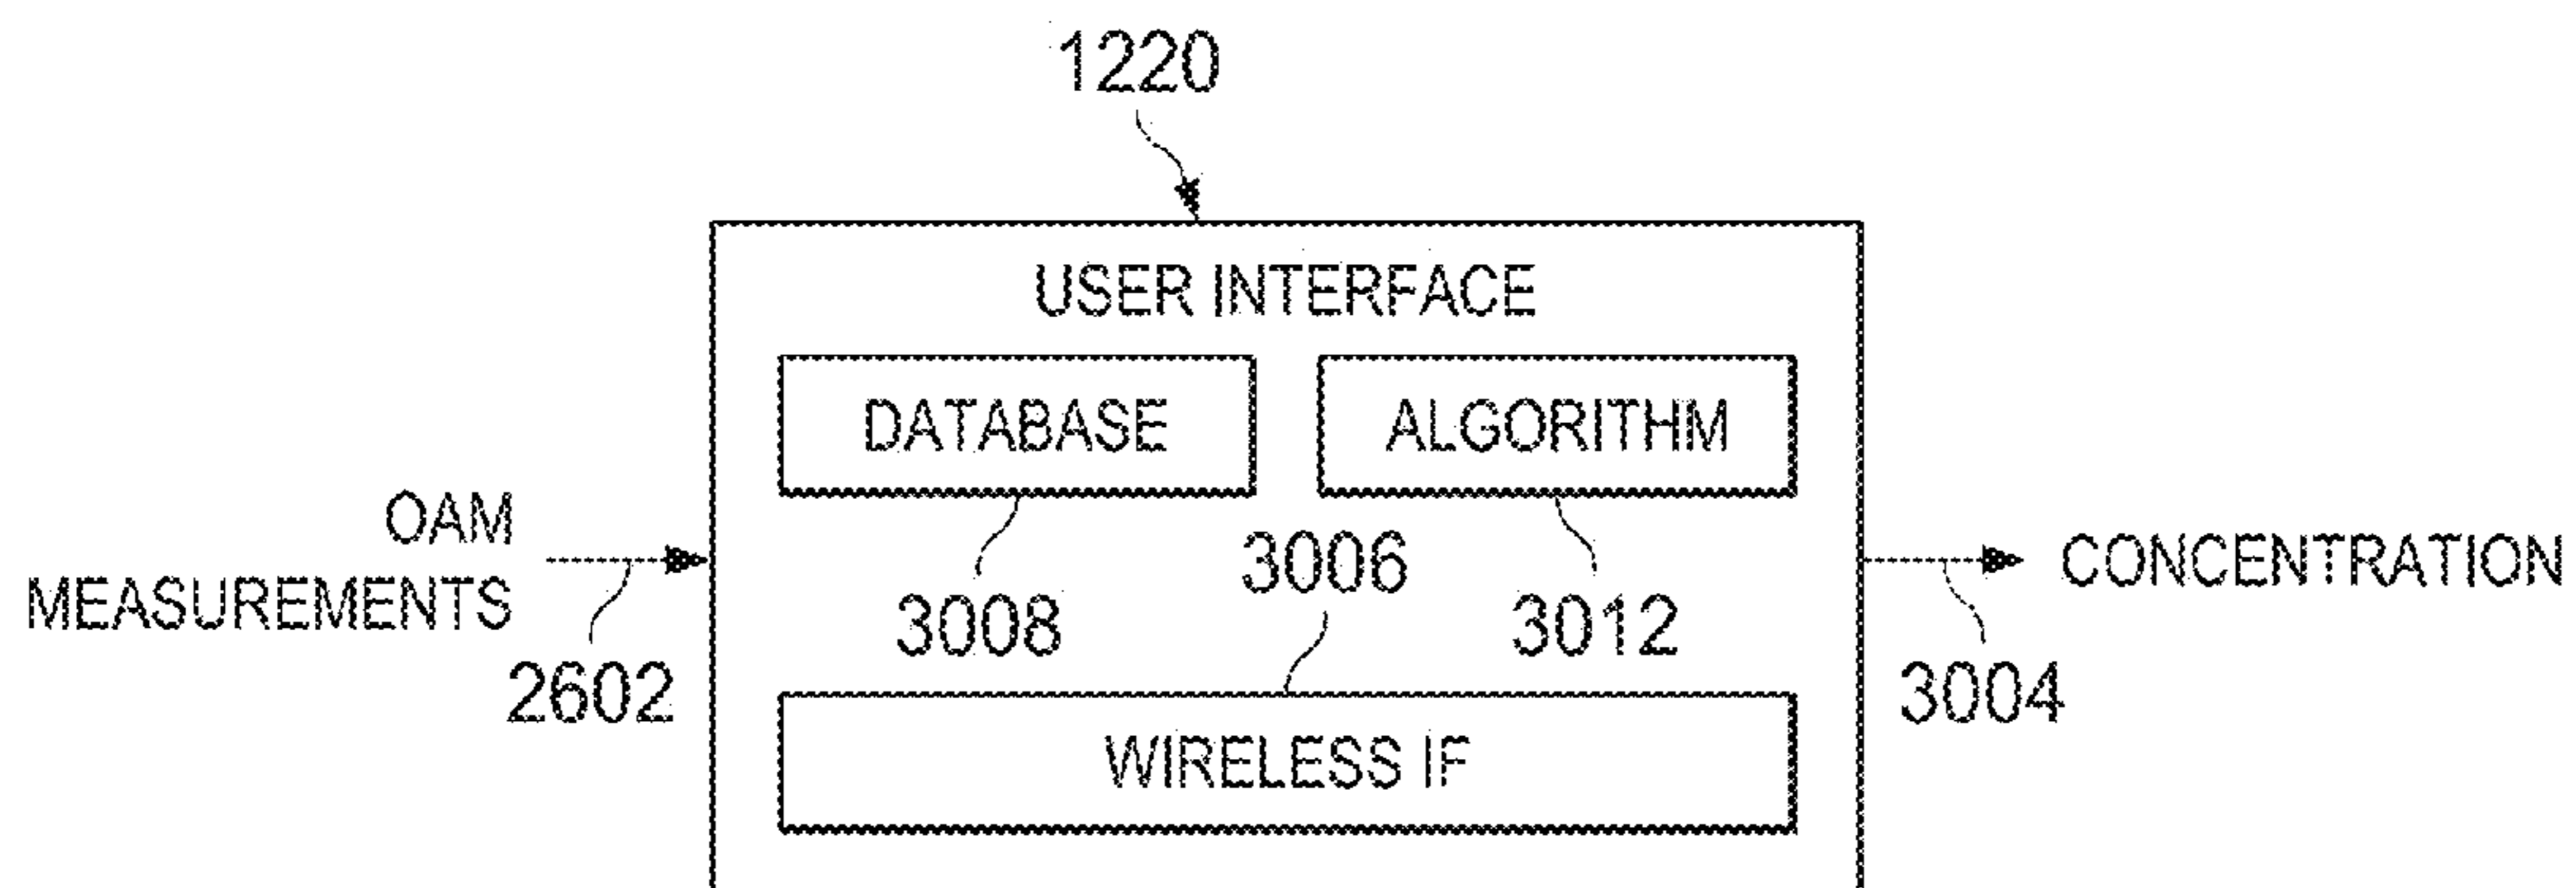 1220
USER INTERFACE
DATABASE
ALGORITHM
OAM
MEASUREMENTS
3006
CONCENTRATION
3008
3012
2602
3004
WIRELESS IF